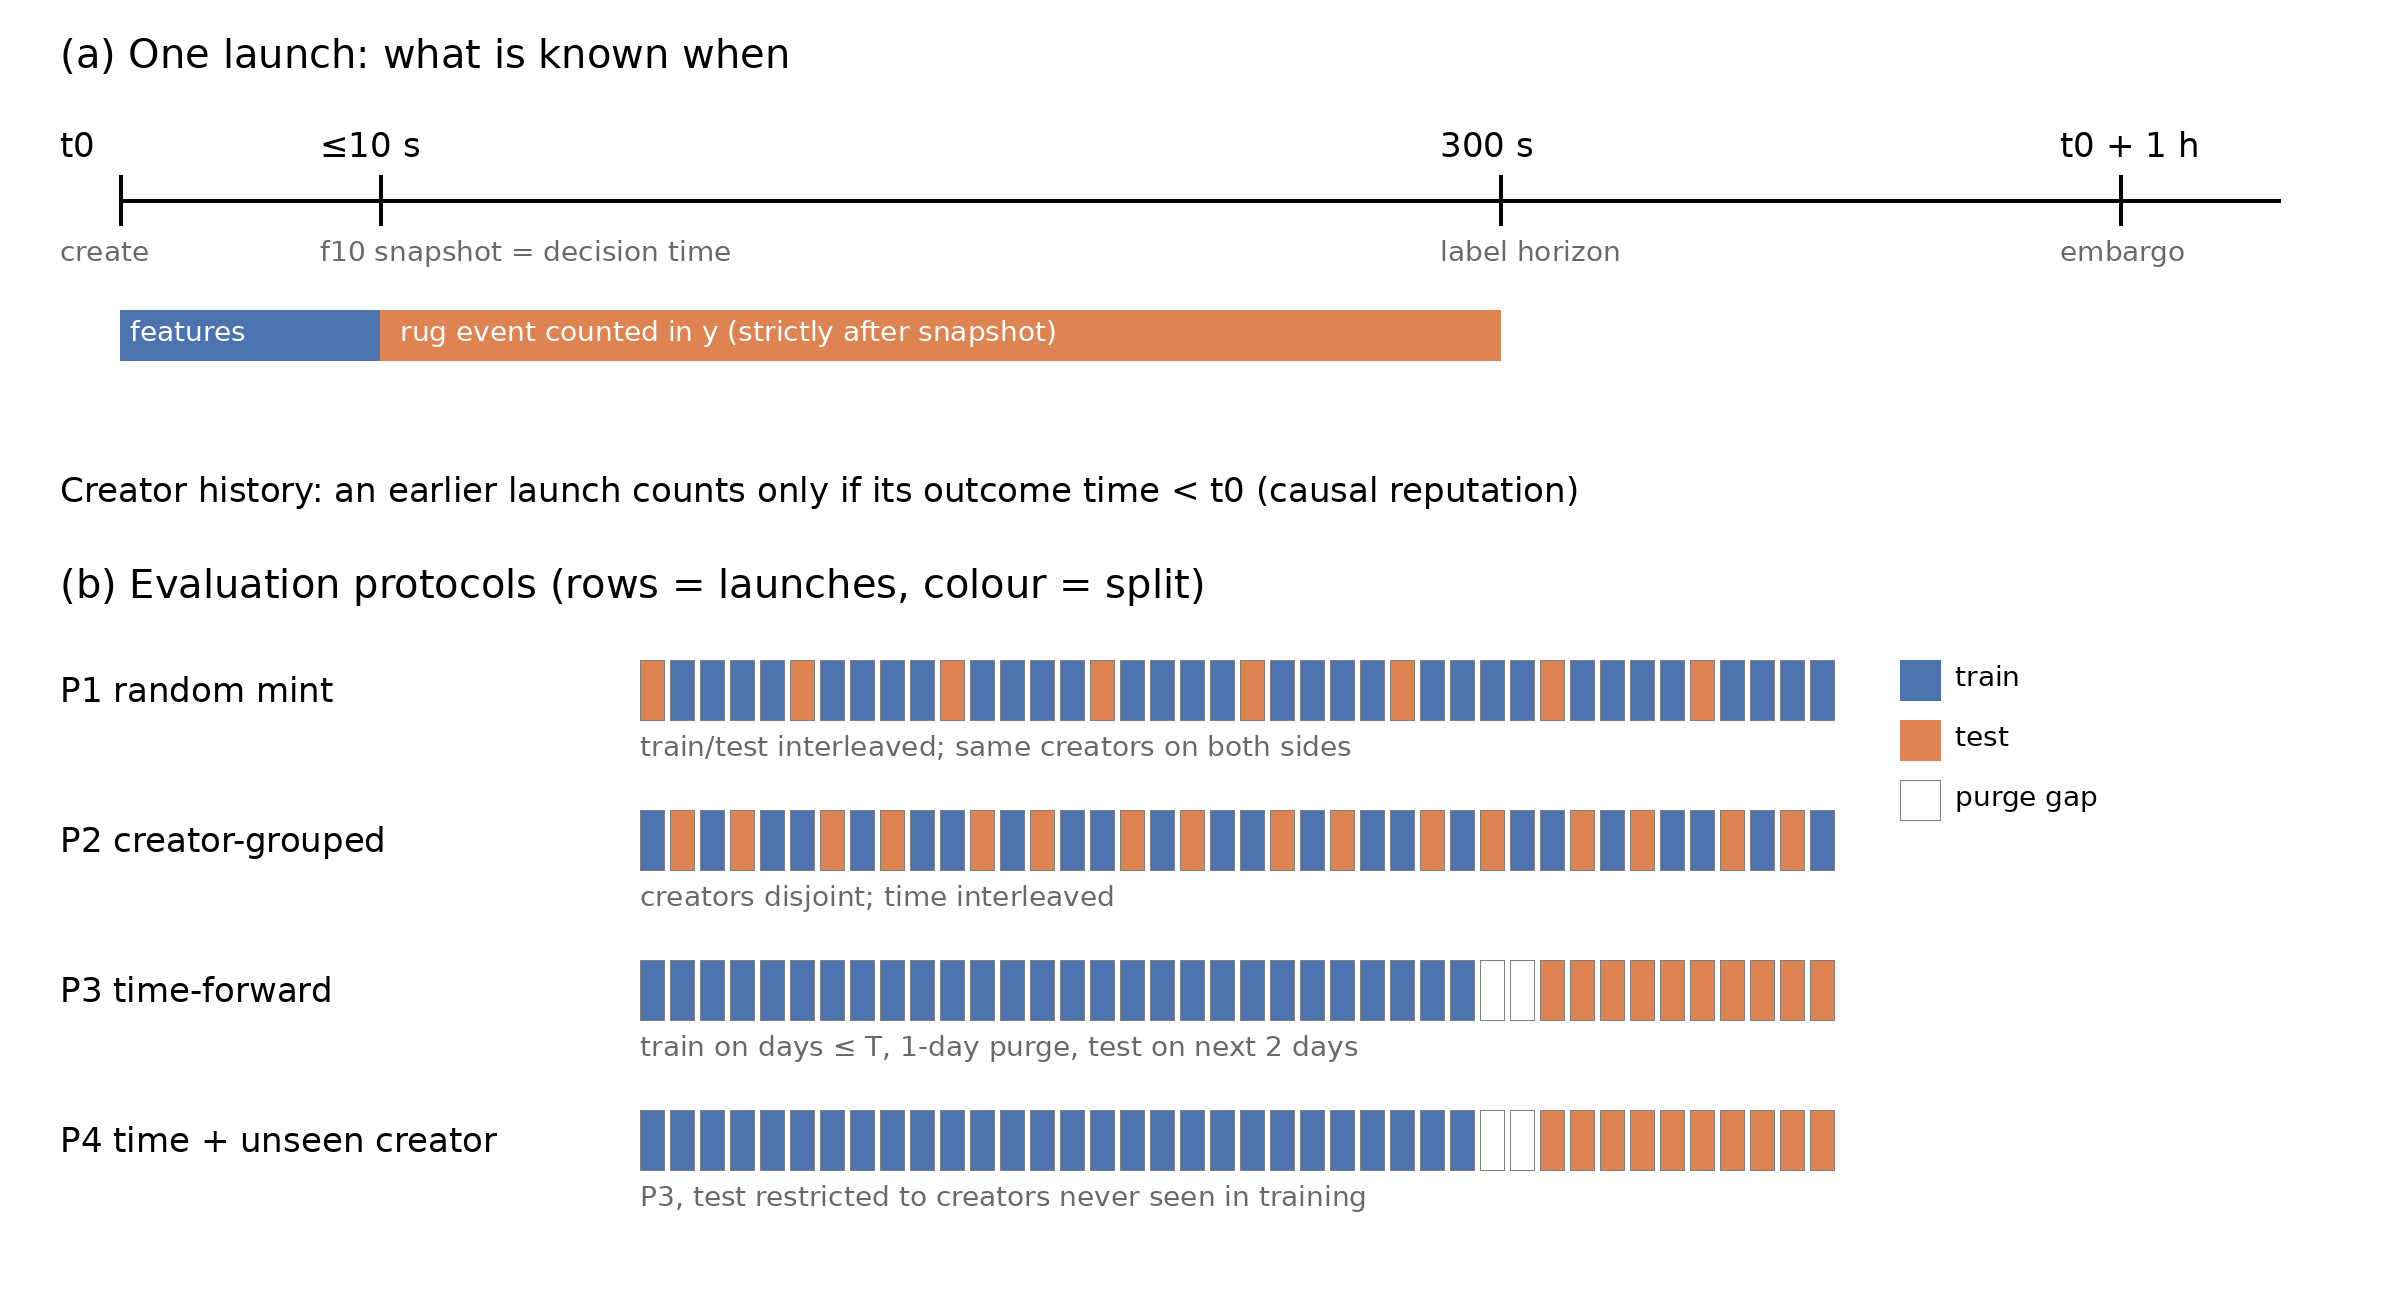 (a) One launch: what is known when
t0
≤10 s
300 s
t0 + 1 h
create
f10 snapshot = decision time
label horizon
embargo
features
rug event counted in y (strictly after snapshot)
Creator history: an earlier launch counts only if its outcome time < t0 (causal reputation)
(b) Evaluation protocols (rows = launches, colour = split)
P1 random mint
train/test interleaved; same creators on both sides
train
test
purge gap
P2 creator-grouped
creators disjoint; time interleaved
P3 time-forward
train on days ≤ T, 1-day purge, test on next 2 days
P4 time + unseen creator
P3, test restricted to creators never seen in training